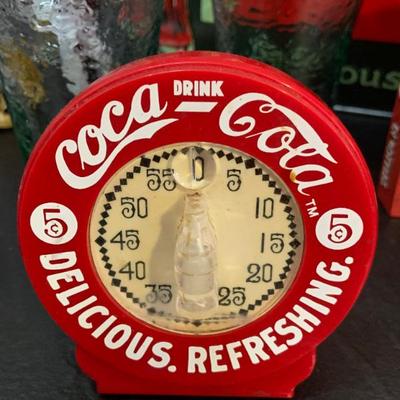 DRINK
Coca-Cola TM
5¢ 5¢
DELICIOUS. REFRESHING.
0
55 5
50 10
45 15
40 20
35 25
ous